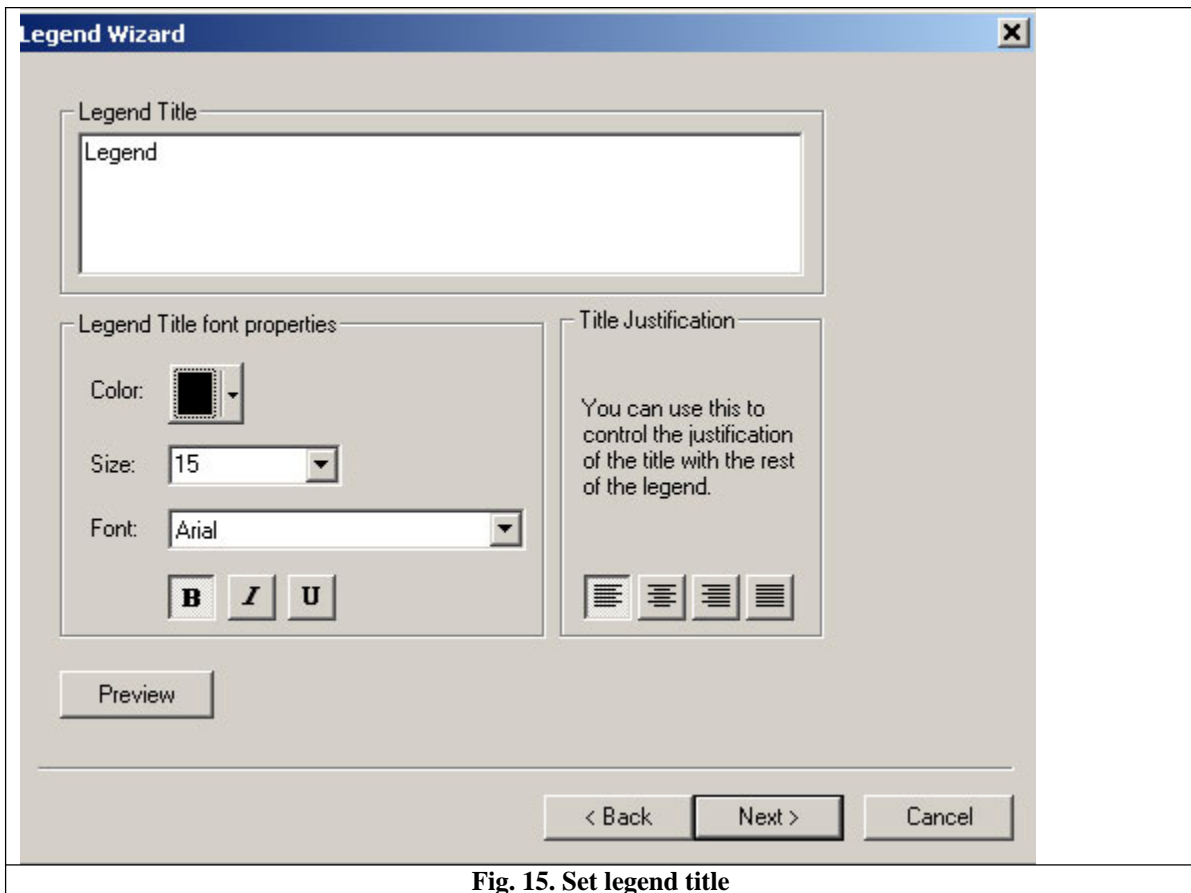 Legend Wizard
Legend Title
Legend
Legend Title font properties
Color:
Size:
15
Font:
Arial
B I U
Title Justification
You can use this to
control the justification
of the title with the rest
of the legend.
Preview
< Back
Next >
Cancel
Fig. 15. Set legend title